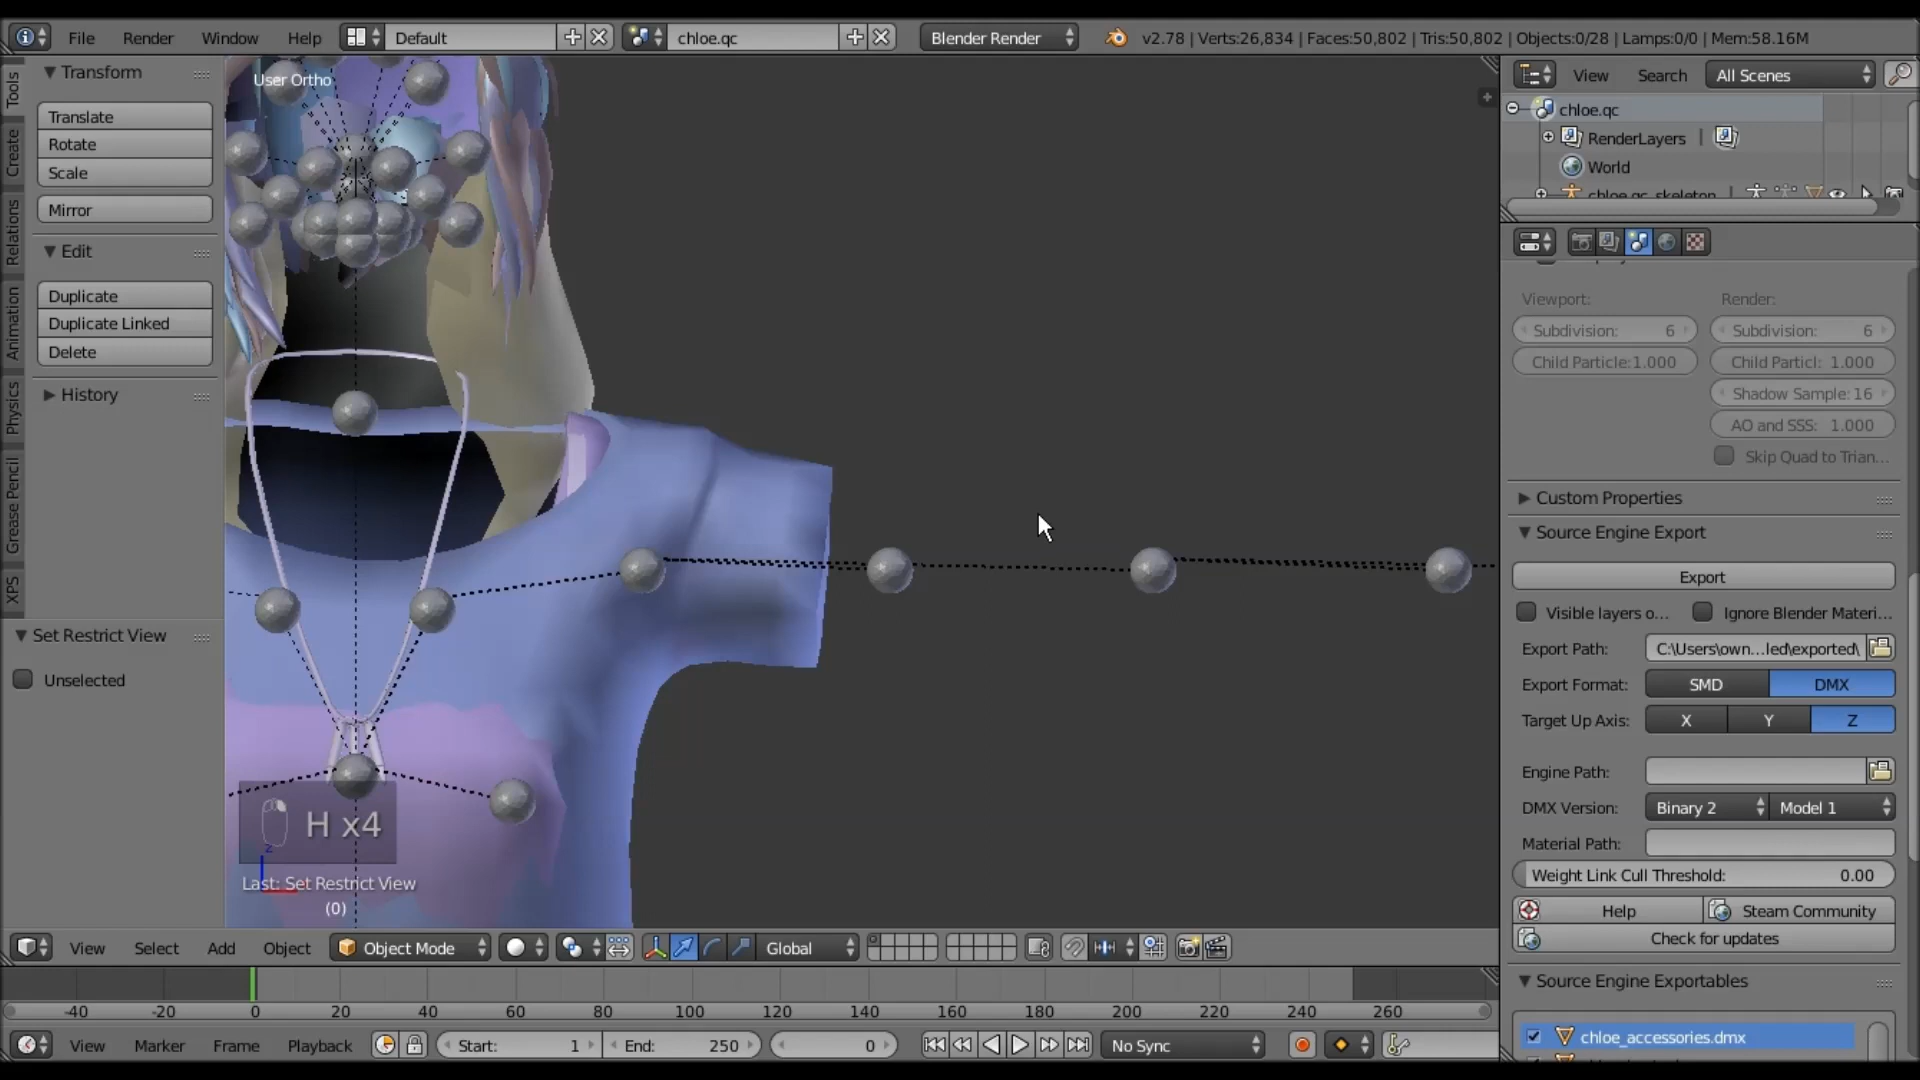 File Render Window Help Default chloe.qc Blender Render v2.78 | Verts:26,834 | Faces:50,802 | Tris:50,802 | Objects:0/28 | Lamps:0/0 | Mem:58.16M
Tools
Create
Relations
Animation
Physics
Grease Pencil
XPS
Transform
Translate
Rotate
Scale
Mirror
Edit
Duplicate
Duplicate Linked
Delete
History
Set Restrict View
Unselected
User Ortho
H x4
z
Last: Set Restrict View
(0)
View Search All Scenes
chloe.qc
RenderLayers |
World
chloe.qc_skeleton
Viewport: Render:
Subdivision: 6 Subdivision: 6
Child Particle:1.000 Child Particl: 1.000
Shadow Sample: 16
AO and SSS: 1.000
Skip Quad to Trian...
Custom Properties
Source Engine Export
Export
Visible layers o... Ignore Blender Materi...
Export Path: C:\Users\own...led\exported\
Export Format: SMD DMX
Target Up Axis: X Y Z
Engine Path:
DMX Version: Binary 2 Model 1
Material Path:
Weight Link Cull Threshold: 0.00
Help Steam Community
Check for updates
Source Engine Exportables
chloe_accessories.dmx
View Select Add Object Object Mode Global
-40 -20 0 20 40 60 80 100 120 140 160 180 200 220 240 260
View Marker Frame Playback Start: 1 End: 250 0 No Sync